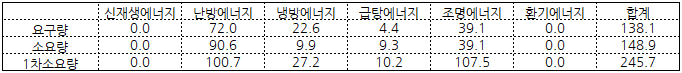 신재생에너지 난방에너지 냉방에너지 급탕에너지 조명에너지 환기에너지 합계
요구량 0.0 72.0 22.6 4.4 39.1 0.0 138.1
소요량 0.0 90.6 9.9 9.3 39.1 0.0 148.9
1차소요량 0.0 100.7 27.2 10.2 107.5 0.0 245.7